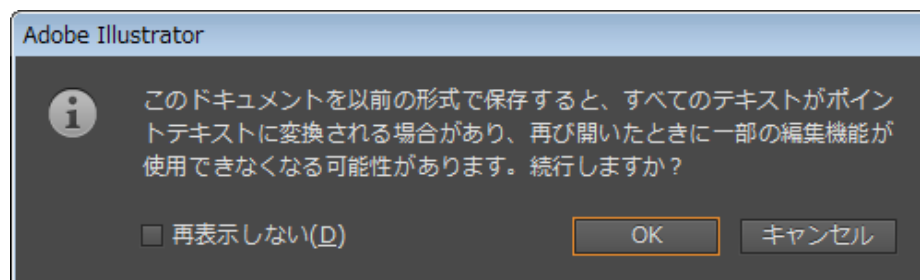 Adobe Illustrator
このドキュメントを以前の形式で保存すると、すべてのテキストがポイン
トテキストに変換される場合があり、再び開いたときに一部の編集機能が
使用できなくなる可能性があります。続行しますか？
再表示しない(D)
OK
キャンセル